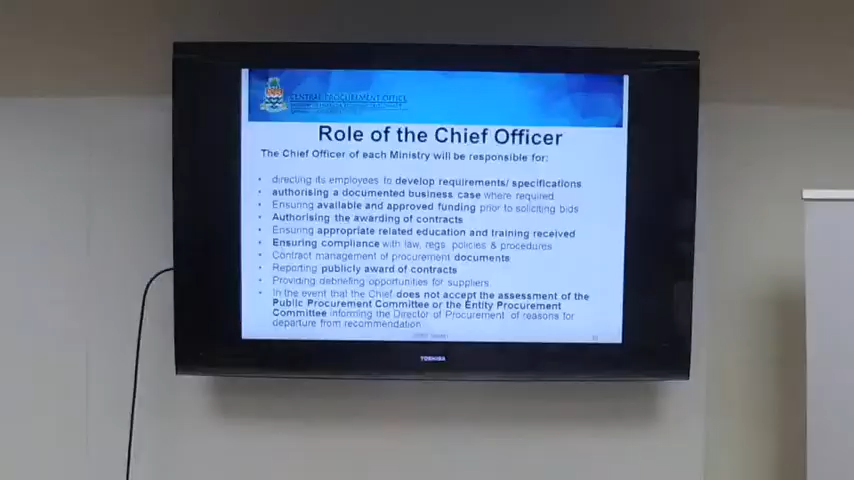 CENTRAL PROCUREMENT OFFICE
Role of the Chief Officer
The Chief Officer of each Ministry will be responsible for:
• directing its employees to develop requirements/ specifications
• authorising a documented business case where required
• Ensuring available and approved funding prior to soliciting bids
• Authorising the awarding of contracts
• Ensuring appropriate related education and training received
• Ensuring compliance with law, regs, policies & procedures
• Contract management of procurement documents
• Reporting publicly award of contracts
• Providing debriefing opportunities for suppliers.
• In the event that the Chief does not accept the assessment of the
Public Procurement Committee or the Entity Procurement
Committee informing the Director of Procurement of reasons for
departure from recommendation
TOSHIBA